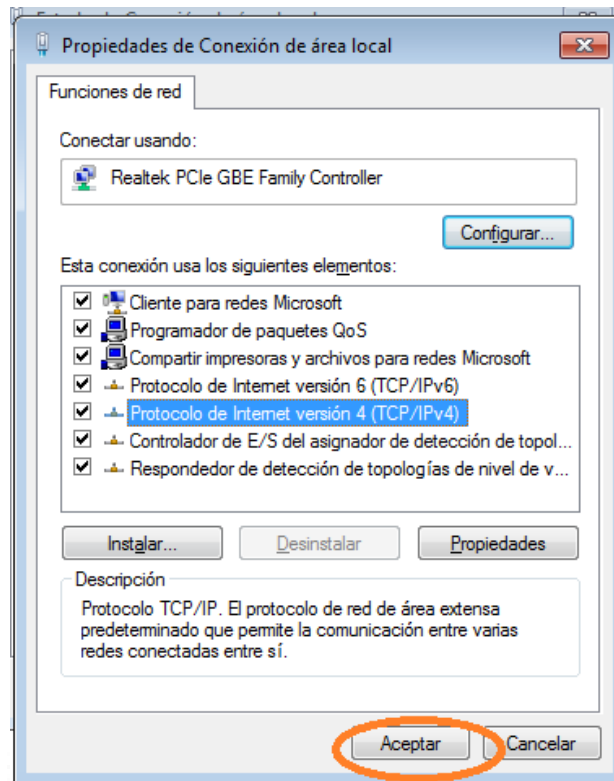 Propiedades de Conexión de área local
Funciones de red
Conectar usando:
Realtek PCIe GBE Family Controller
Configurar...
Esta conexión usa los siguientes elementos:
Cliente para redes Microsoft
Programador de paquetes QoS
Compartir impresoras y archivos para redes Microsoft
Protocolo de Internet versión 6 (TCP/IPv6)
Protocolo de Internet versión 4 (TCP/IPv4)
Controlador de E/S del asignador de detección de topol...
Respondedor de detección de topologías de nivel de v...
Instalar... Desinstalar Propiedades
Descripción
Protocolo TCP/IP. El protocolo de red de área extensa
predeterminado que permite la comunicación entre varias
redes conectadas entre sí.
Aceptar Cancelar